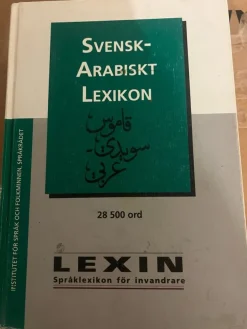 SVENSK-
ARABISKT
LEXIKON
قاموس
سويدي-
عربي
28 500 ord
LEXIN
Språklexikon för invandrare
INSTITUTET FÖR SPRÅK OCH FOLKMINNEN, SPRÅKRÅDET